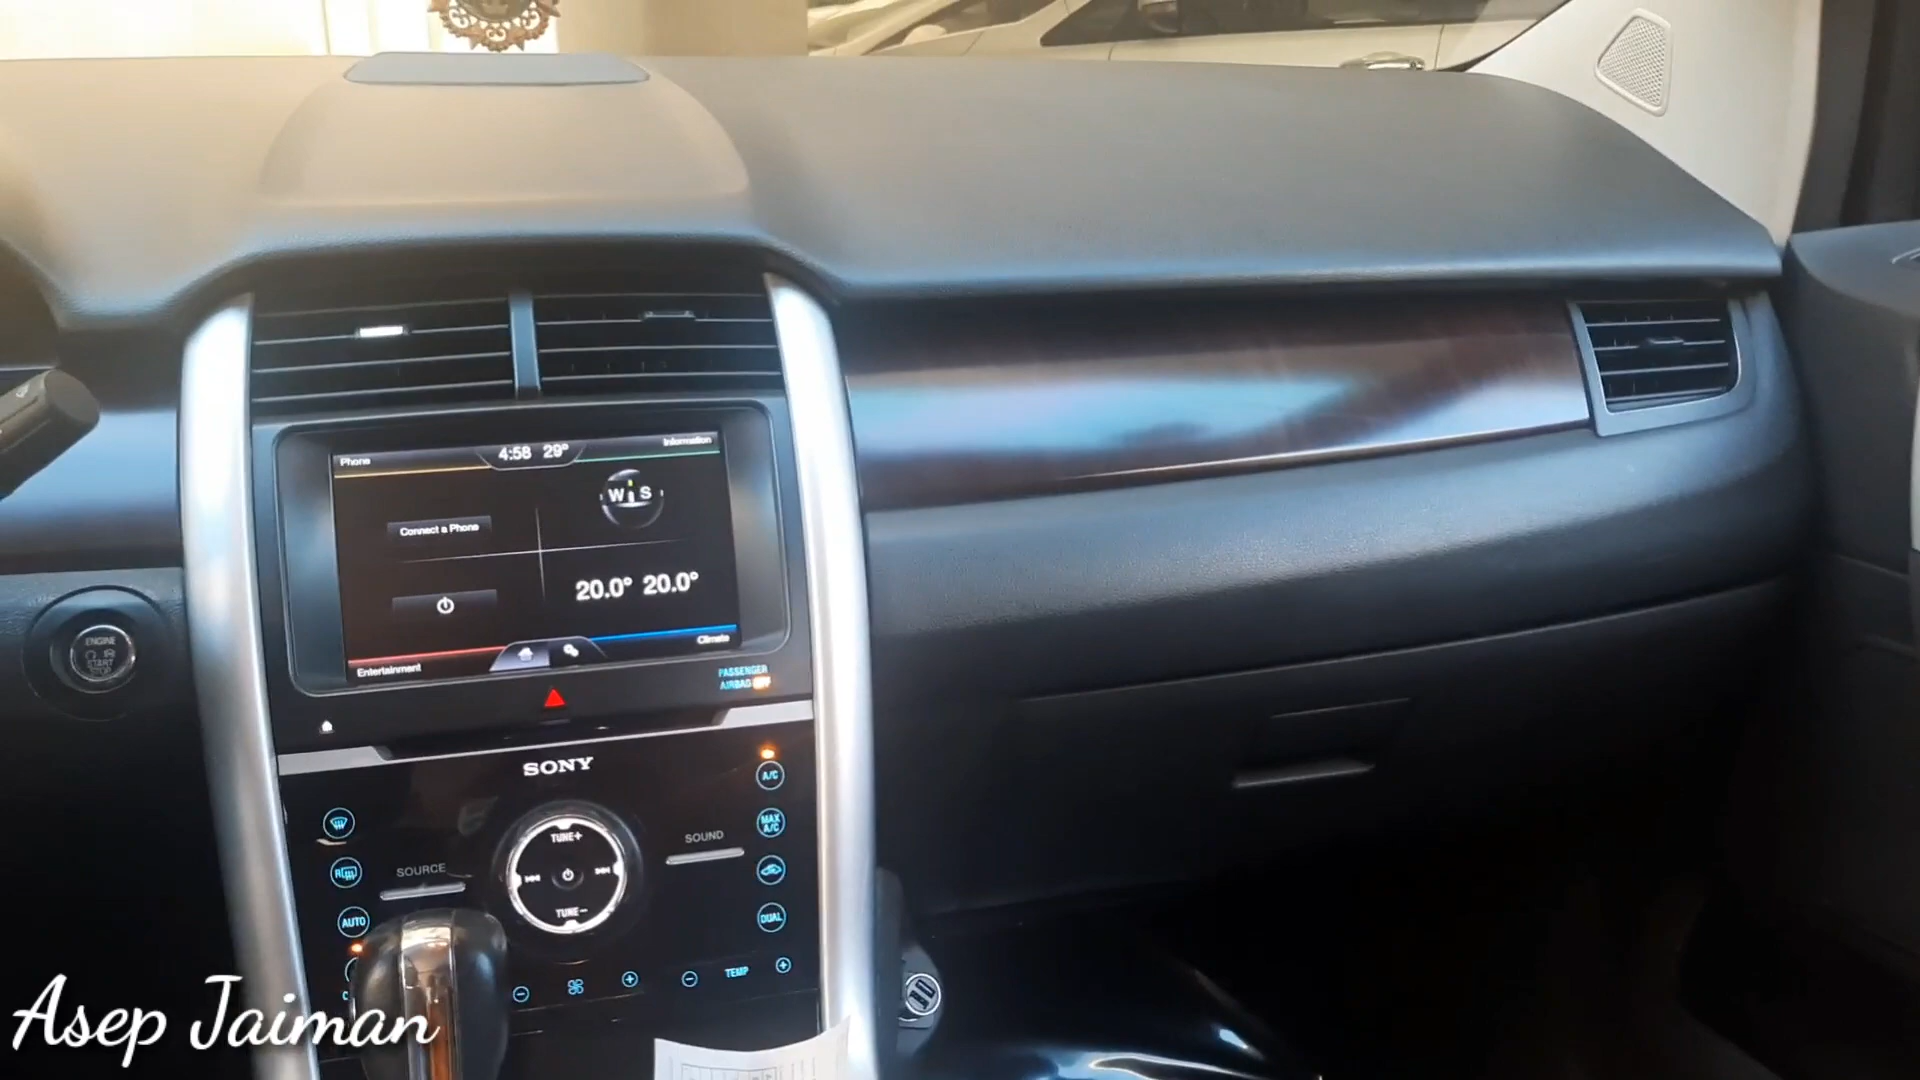 Phone
4:58 29°
Information
W S
Connect a Phone
20.0° 20.0°
Entertainment
Climate
ENGINE
START
STOP
PASSENGER
AIRBAG OFF
SONY
A/C
TUNE+
MAX
A/C
SOUND
SOURCE
R
AUTO
TUNE-
DUAL
TEMP
Asep Jaiman